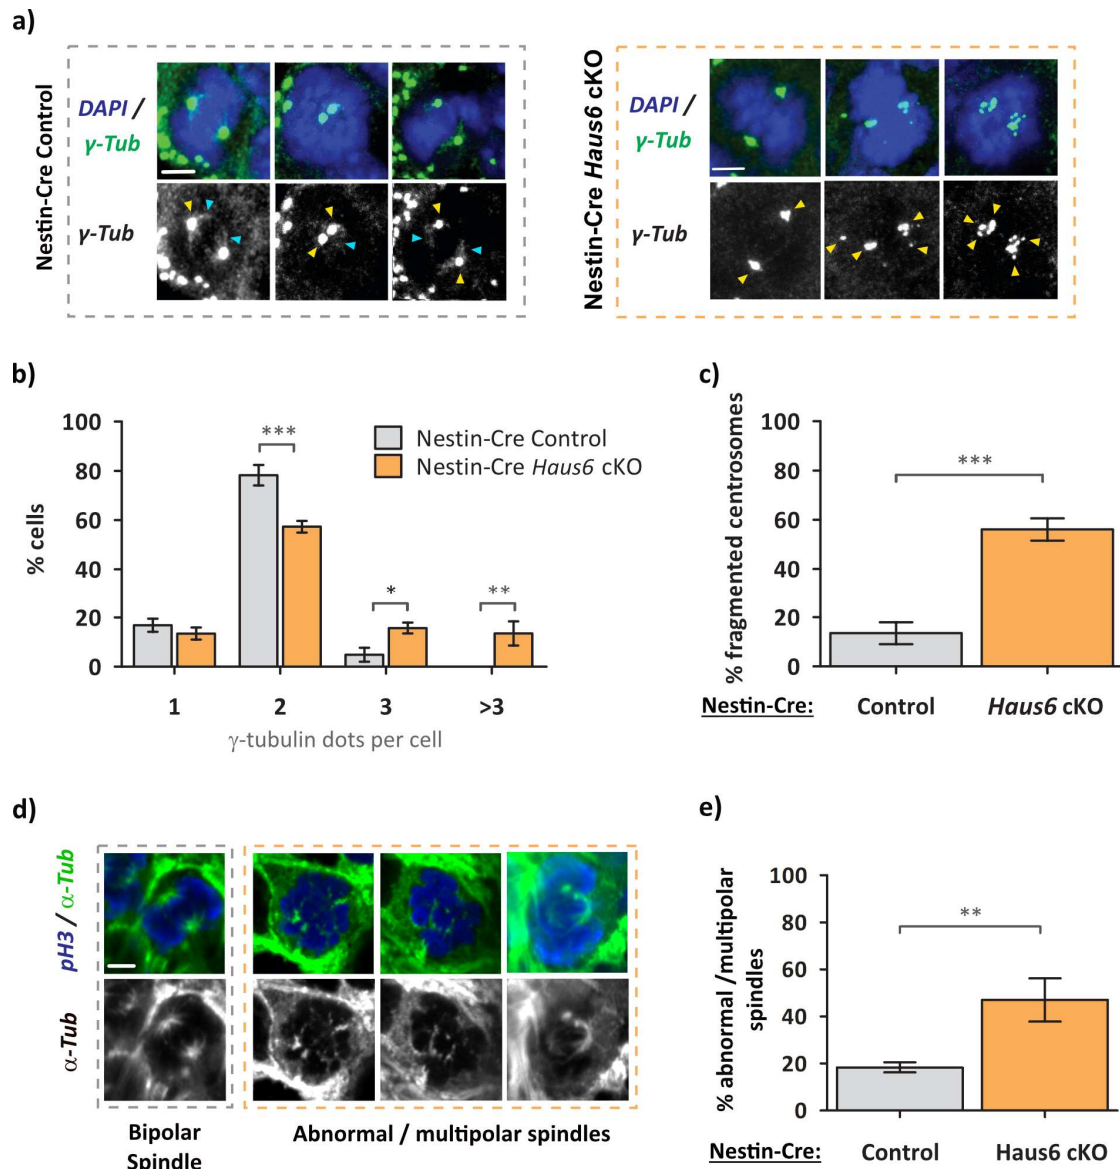 a)
Nestin-Cre Control
DAPI /
γ-Tub
γ-Tub
Nestin-Cre Haus6 cKO
DAPI /
γ-Tub
γ-Tub
b)
100
80
60
40
20
0
% cells
***
*
**
Nestin-Cre Control
Nestin-Cre Haus6 cKO
1 2 3 >3
γ-tubulin dots per cell
c)
% fragmented centrosomes
100
80
60
40
20
0
***
Nestin-Cre: Control Haus6 cKO
d)
pH3 / α-Tub
α-Tub
Bipolar
Spindle
Abnormal / multipolar spindles
e)
% abnormal /multipolar
spindles
100
80
60
40
20
0
**
Nestin-Cre: Control Haus6 cKO